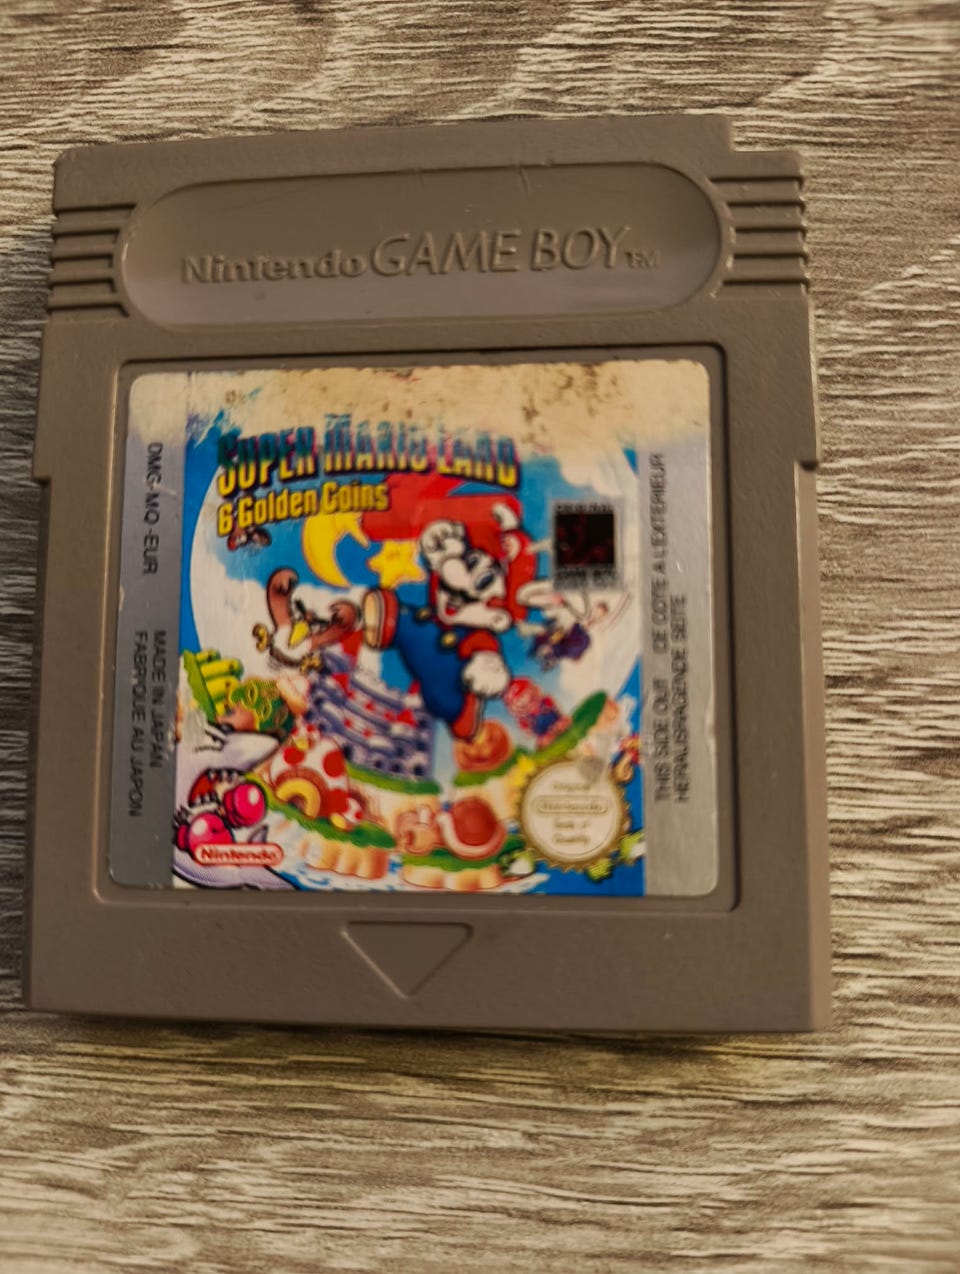 Nintendo GAME BOY TM
SUPER MARIO LAND
6 Golden Coins
DMG-MQ-EUR
MADE IN JAPAN
FABRIQUE AU JAPON
THIS SIDE OUT CE COTE A L'EXTERIEUR
HERAUSRAGENDE SEITE
Nintendo
Nintendo